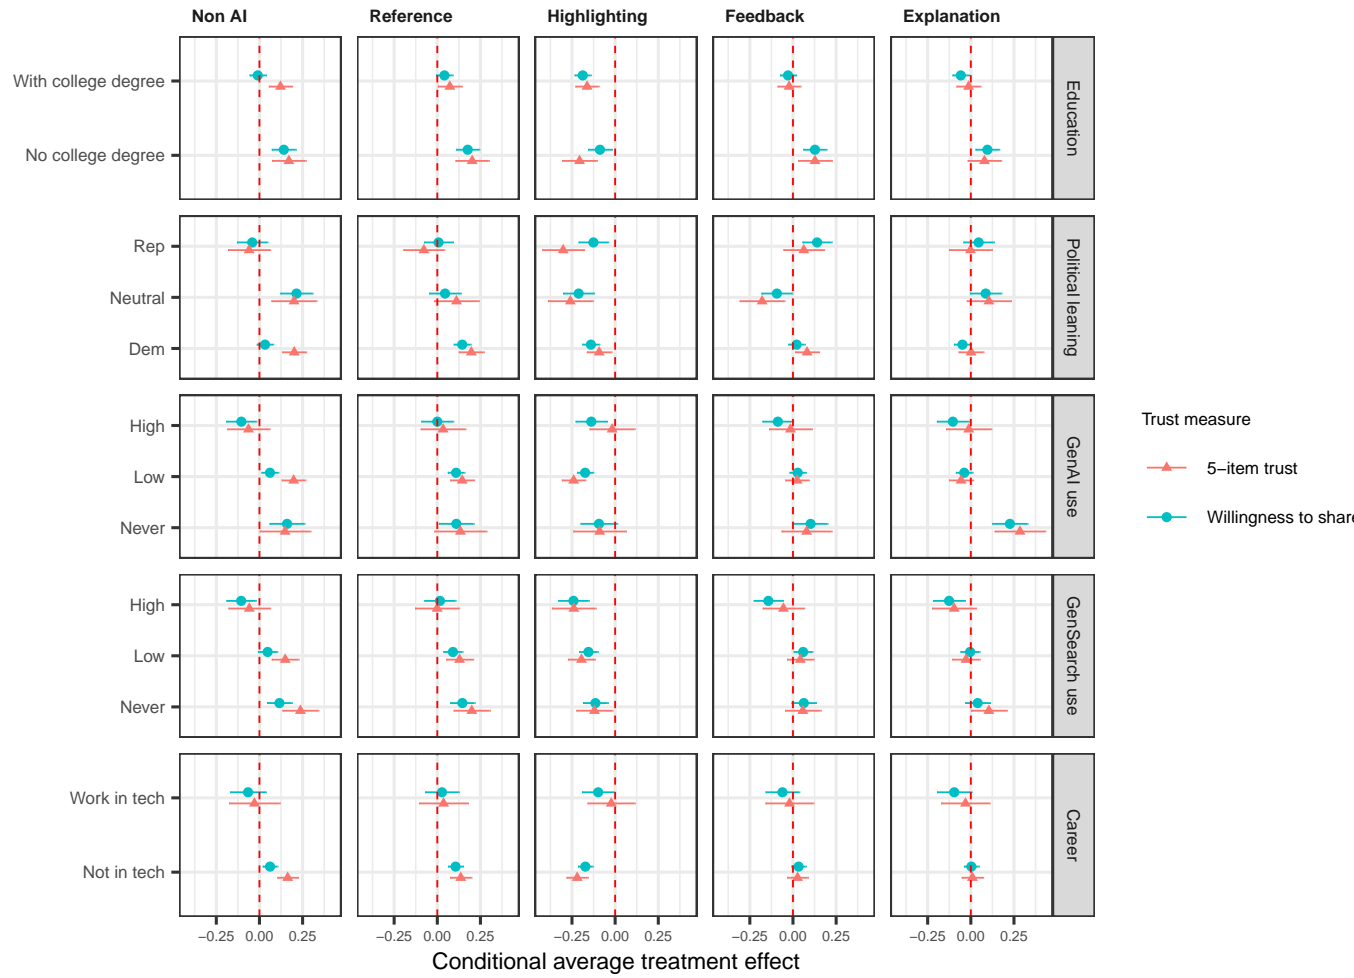 Non AI Reference Highlighting Feedback Explanation
With college degree
No college degree
Education
Rep
Neutral
Dem
Political leaning
High
Low
Never
GenAI use
High
Low
Never
GenSearch use
Work in tech
Not in tech
Career
−0.25 0.00 0.25 −0.25 0.00 0.25 −0.25 0.00 0.25 −0.25 0.00 0.25 −0.25 0.00 0.25
Conditional average treatment effect
Trust measure
5−item trust
Willingness to share